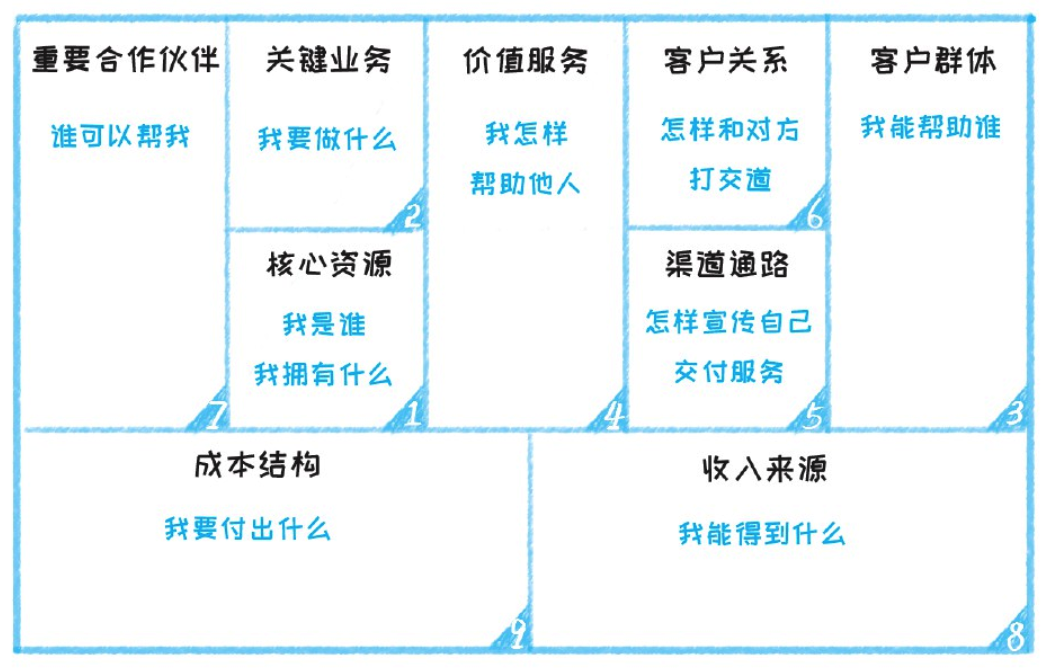 重要合作伙伴
谁可以帮我
7
关键业务
我要做什么
2
核心资源
我是谁
我拥有什么
1
价值服务
我怎样
帮助他人
4
客户关系
怎样和对方
打交道
6
渠道通路
怎样宣传自己
交付服务
5
客户群体
我能帮助谁
3
成本结构
我要付出什么
9
收入来源
我能得到什么
8